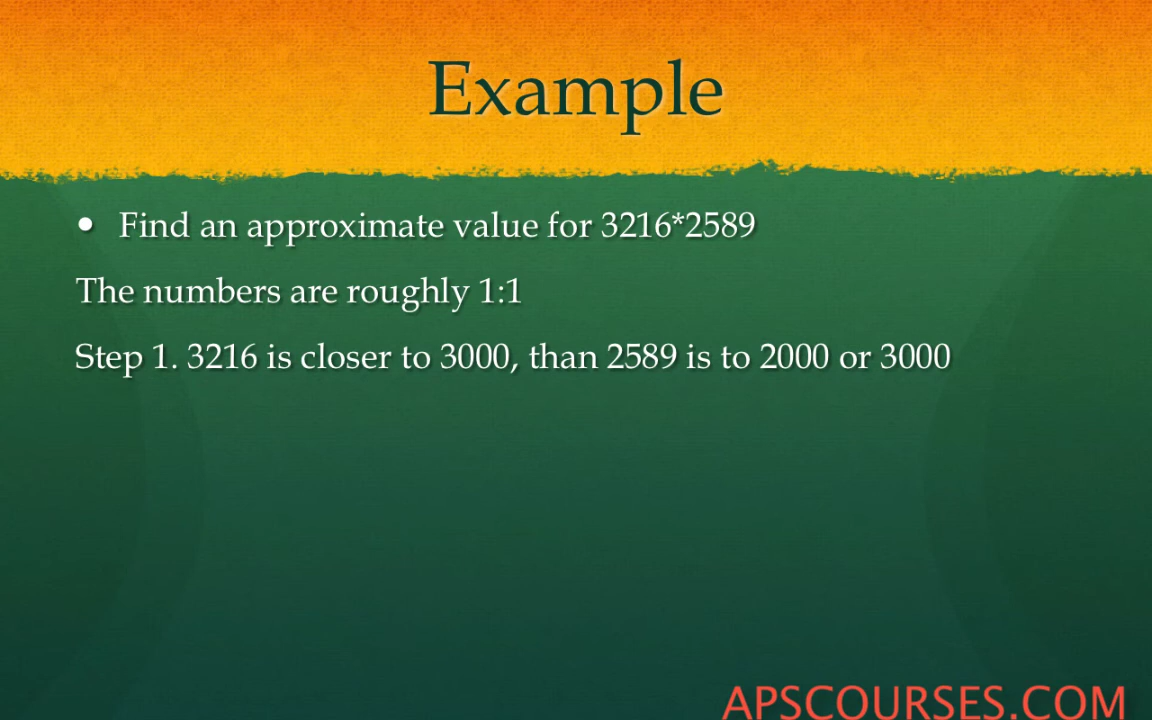 Example
• Find an approximate value for 3216*2589
The numbers are roughly 1:1
Step 1. 3216 is closer to 3000, than 2589 is to 2000 or 3000
APSCOURSES.COM